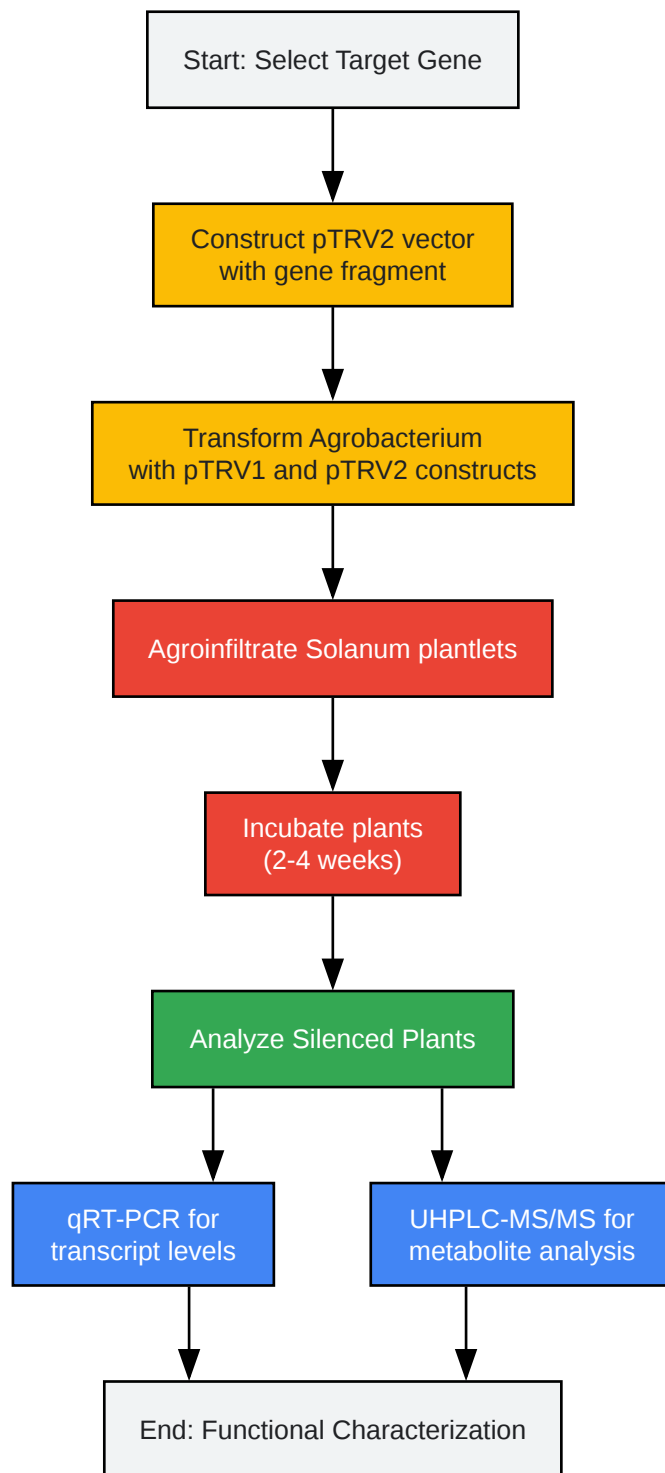 Start: Select Target Gene
Construct pTRV2 vector
with gene fragment
Transform Agrobacterium
with pTRV1 and pTRV2 constructs
Agroinfiltrate Solanum plantlets
Incubate plants
(2-4 weeks)
Analyze Silenced Plants
qRT-PCR for
transcript levels
UHPLC-MS/MS for
metabolite analysis
End: Functional Characterization